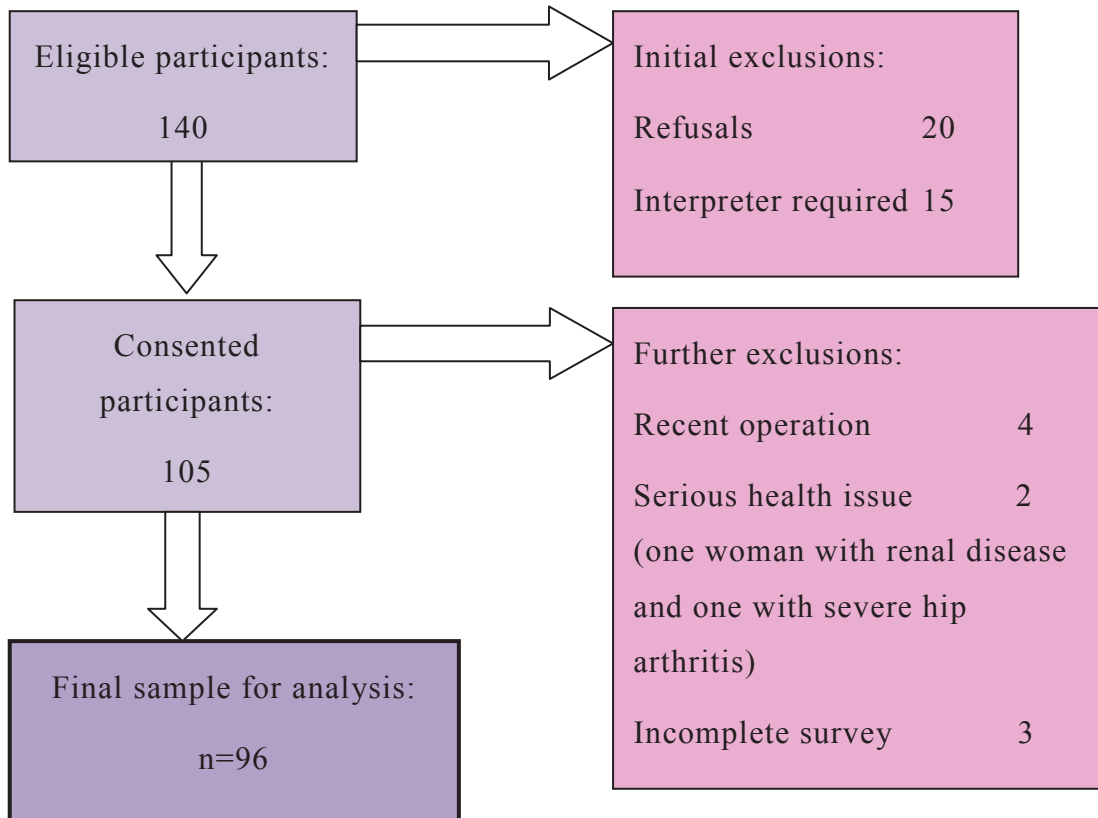 Eligible participants:
140
Initial exclusions:
Refusals 20
Interpreter required 15
Consented
participants:
105
Further exclusions:
Recent operation 4
Serious health issue 2
(one woman with renal disease
and one with severe hip
arthritis)
Incomplete survey 3
Final sample for analysis:
n=96